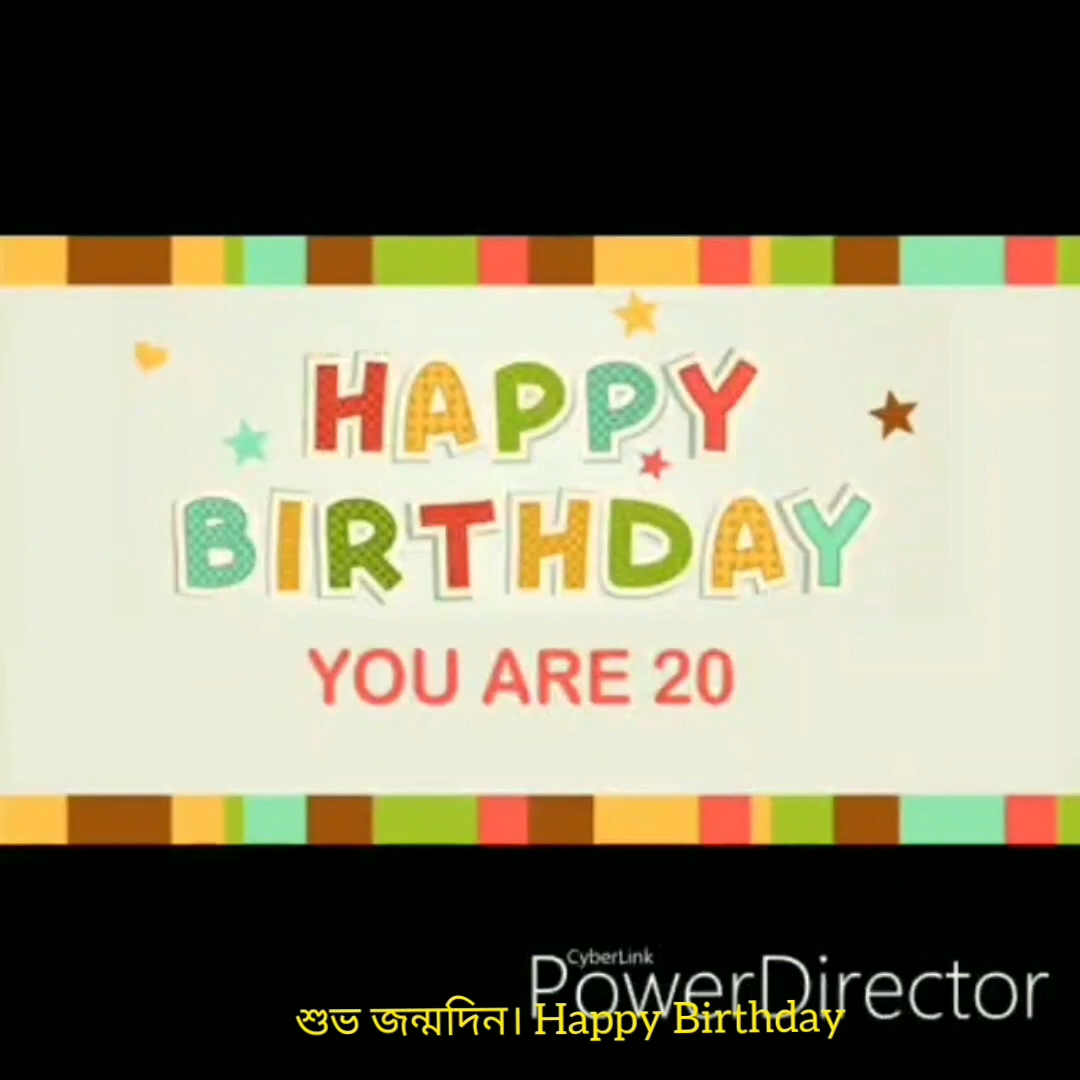 HAPPY
BIRTHDAY
YOU ARE 20
CyberLink
PowerDirector
শুভ জন্মদিন। Happy Birthday